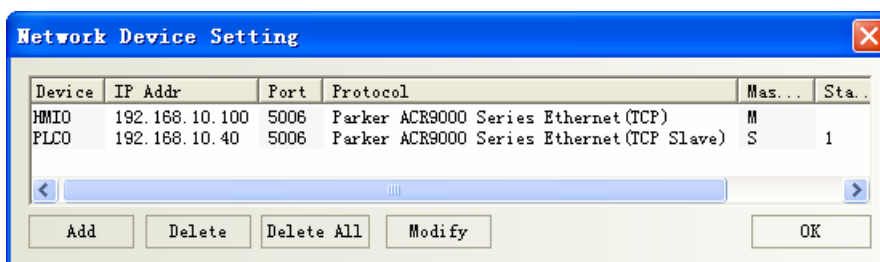 Network Device Setting
Device IP Addr Port Protocol Mas... Sta..
HMI0 192.168.10.100 5006 Parker ACR9000 Series Ethernet(TCP) M
PLC0 192.168.10.40 5006 Parker ACR9000 Series Ethernet(TCP Slave) S 1
Add Delete Delete All Modify OK